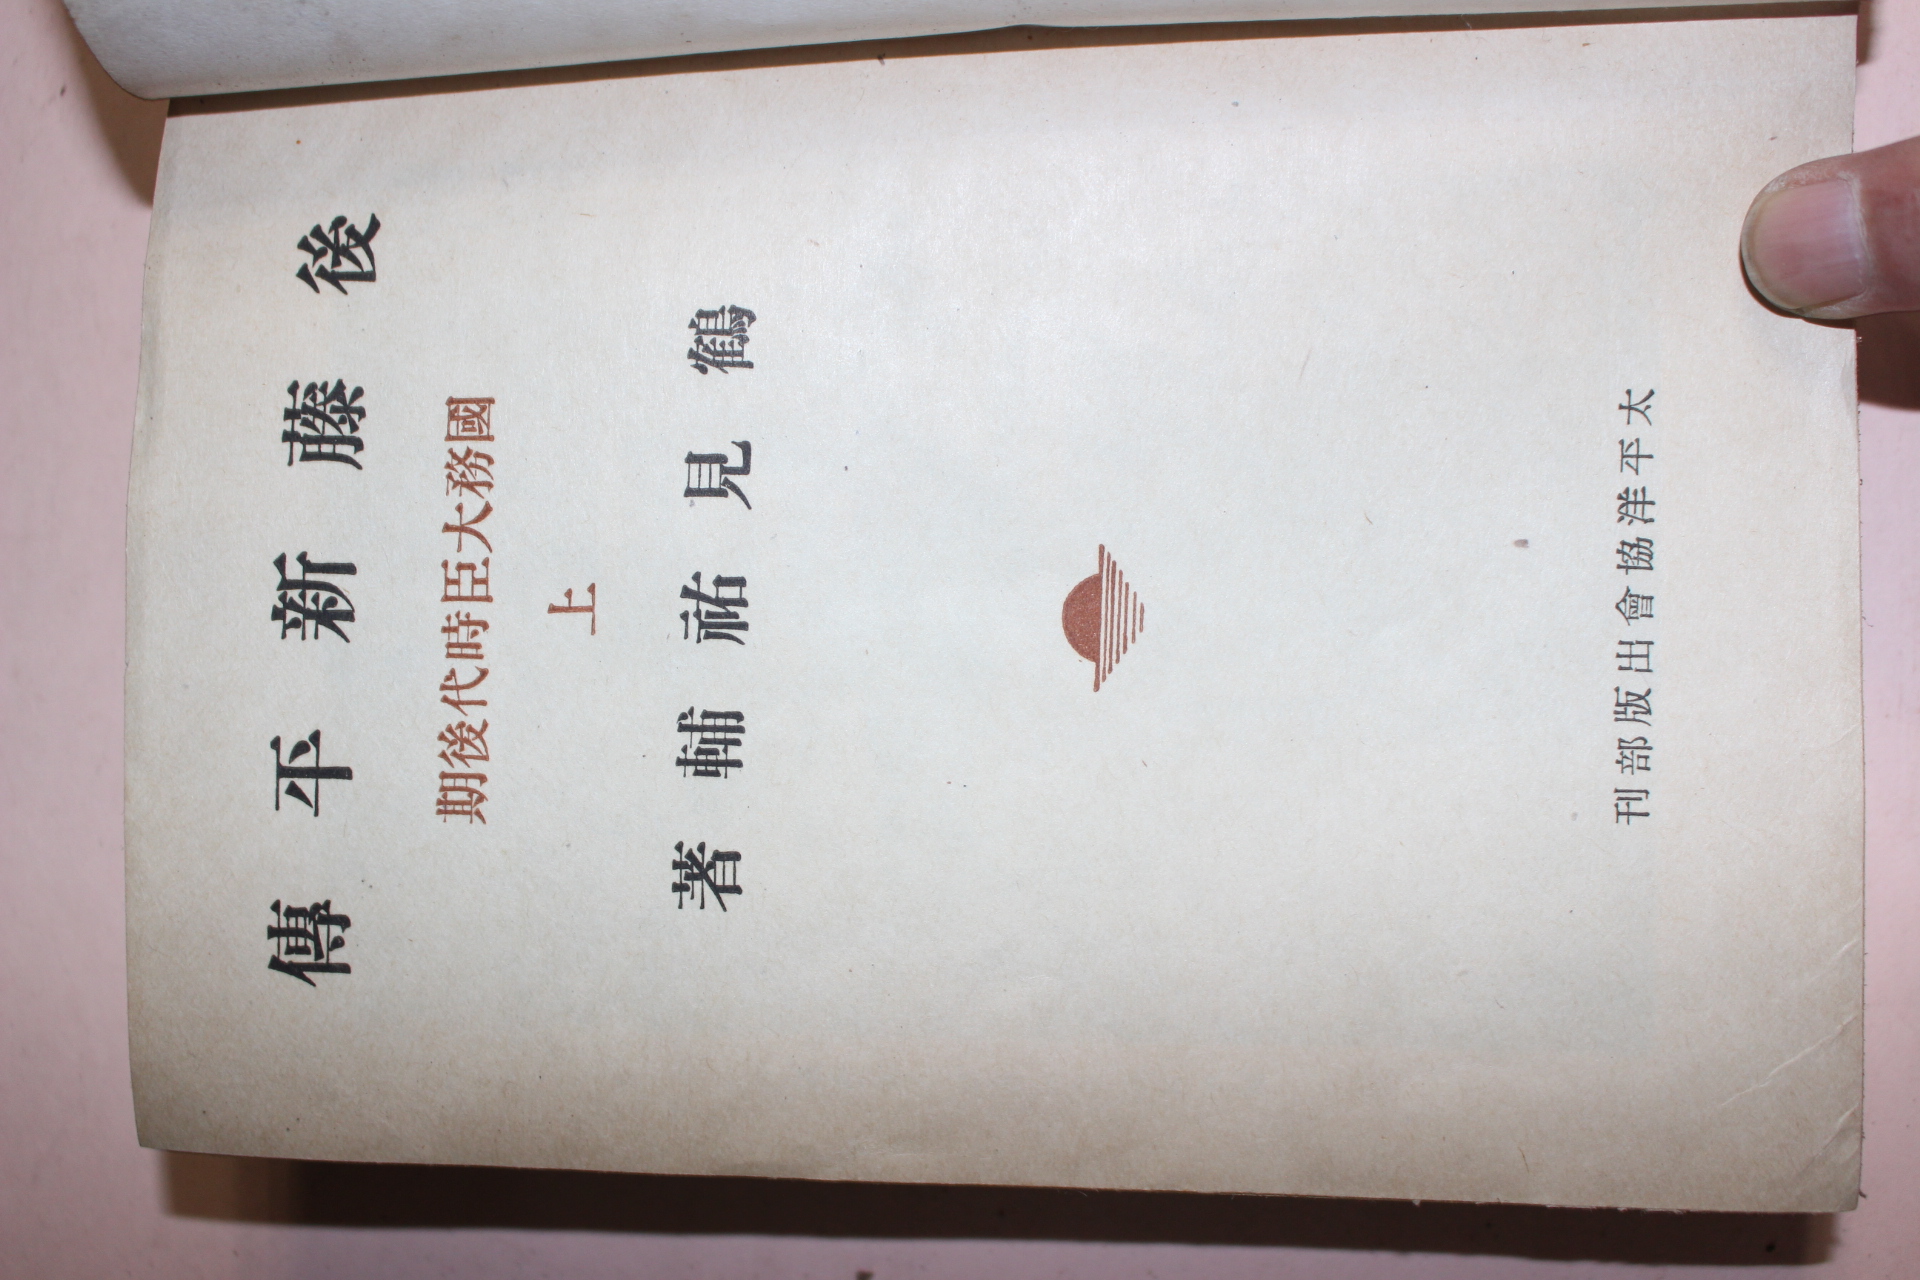 後藤新平傳
國務大臣時代後期
上
鶴見祐輔著
太平洋協會出版部刊